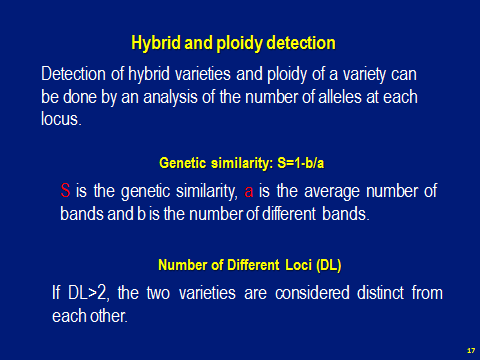 Hybrid and ploidy detection
Detection of hybrid varieties and ploidy of a variety can
be done by an analysis of the number of alleles at each
locus.
Genetic similarity: S=1-b/a
S is the genetic similarity, a is the average number of
bands and b is the number of different bands.
Number of Different Loci (DL)
If DL>2, the two varieties are considered distinct from
each other.
17